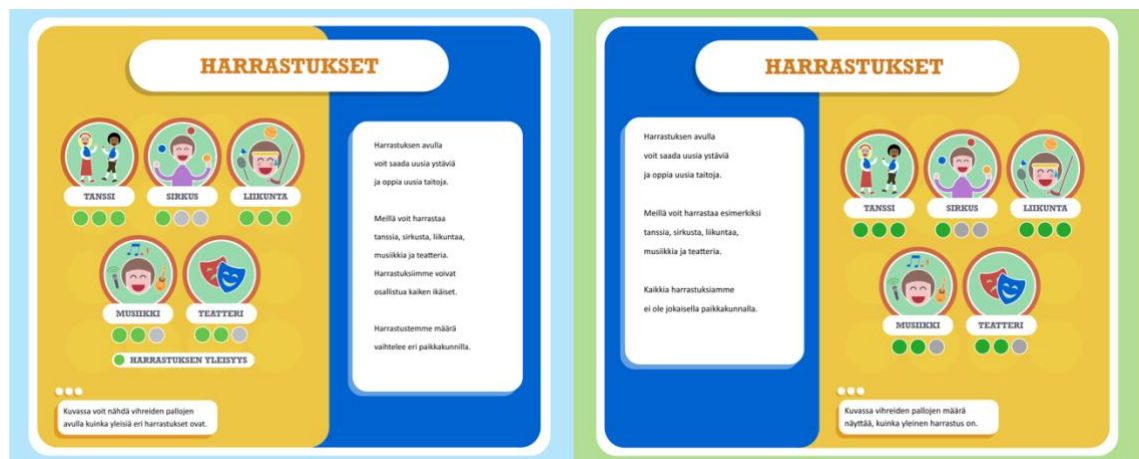 HARRASTUKSET
TANSSI
SIRKUS
LIIKUNTA
MUSIIKKI
TEATTERI
HARRASTUKSEN YLEISYYS
Kuvassa voit nähdä vihreiden pallojen
avulla kuinka yleisiä eri harrastukset ovat.
Harrastuksen avulla
voit saada uusia ystäviä
ja oppia uusia taitoja.
Meillä voit harrastaa
tanssia, sirkusta, liikuntaa,
musiikkia ja teatteria.
Harrastuksiimme voivat
osallistua kaiken ikäiset.
Harrastustemme määrä
vaihtelee eri paikkakunnilla.
HARRASTUKSET
Harrastuksen avulla
voit saada uusia ystäviä
ja oppia uusia taitoja.
Meillä voit harrastaa esimerkiksi
tanssia, sirkusta, liikuntaa,
musiikkia ja teatteria.
Kaikkia harrastuksiamme
ei ole jokaisella paikkakunnalla.
TANSSI
SIRKUS
LIIKUNTA
MUSIIKKI
TEATTERI
Kuvassa vihreiden pallojen määrä
näyttää, kuinka yleinen harrastus on.